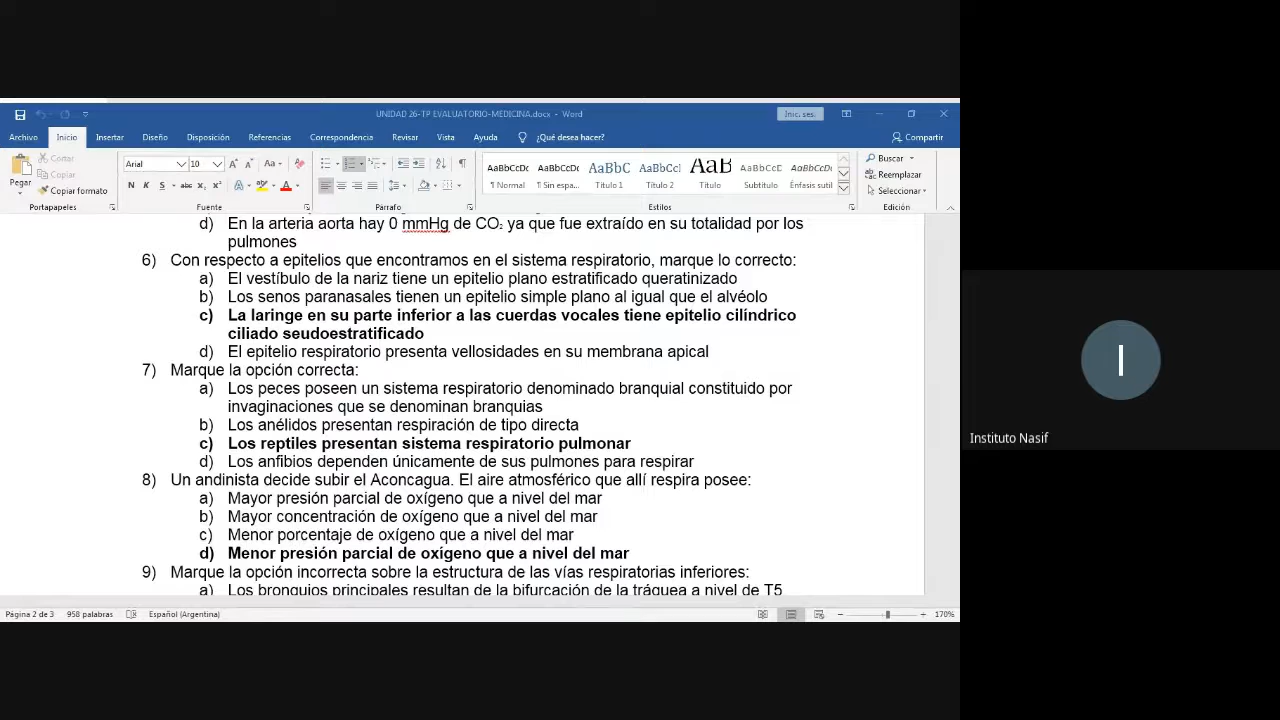 UNIDAD 26-TP EVALUATORIO-MEDICINA.docx - Word
Inic. ses.
Archivo Inicio Insertar Diseño Disposición Referencias Correspondencia Revisar Vista Ayuda ¿Qué desea hacer? Compartir
Pegar
Cortar
Copiar
Copiar formato
Portapapeles
Arial 10
Aa
N K S abc x₂ x²
Fuente
Párrafo
AaBbCcDc AaBbCcDc AaBbC AaBbCcI AaB AaBbCcD AaBbCcDc
¶ Normal ¶ Sin espa... Título 1 Título 2 Título Subtítulo Énfasis sutil
Estilos
Buscar
Reemplazar
Seleccionar
Edición
d) En la arteria aorta hay 0 mmHg de CO₂ ya que fue extraído en su totalidad por los
pulmones
6) Con respecto a epitelios que encontramos en el sistema respiratorio, marque lo correcto:
a) El vestíbulo de la nariz tiene un epitelio plano estratificado queratinizado
b) Los senos paranasales tienen un epitelio simple plano al igual que el alvéolo
c) La laringe en su parte inferior a las cuerdas vocales tiene epitelio cilíndrico
ciliado seudoestratificado
d) El epitelio respiratorio presenta vellosidades en su membrana apical
7) Marque la opción correcta:
a) Los peces poseen un sistema respiratorio denominado branquial constituido por
invaginaciones que se denominan branquias
b) Los anélidos presentan respiración de tipo directa
c) Los reptiles presentan sistema respiratorio pulmonar
d) Los anfibios dependen únicamente de sus pulmones para respirar
8) Un andinista decide subir el Aconcagua. El aire atmosférico que allí respira posee:
a) Mayor presión parcial de oxígeno que a nivel del mar
b) Mayor concentración de oxígeno que a nivel del mar
c) Menor porcentaje de oxígeno que a nivel del mar
d) Menor presión parcial de oxígeno que a nivel del mar
9) Marque la opción incorrecta sobre la estructura de las vías respiratorias inferiores:
a) Los bronquios principales resultan de la bifurcación de la tráquea a nivel de T5
Página 2 de 3 958 palabras Español (Argentina) 170%
I
Instituto Nasif